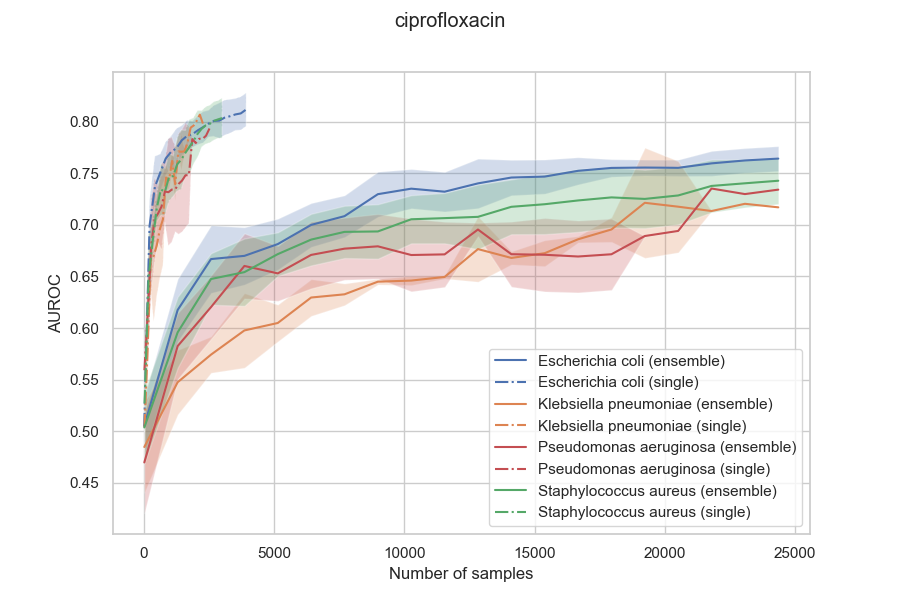 ciprofloxacin
AUROC
0.80
0.75
0.70
0.65
0.60
0.55
0.50
0.45
Escherichia coli (ensemble)
Escherichia coli (single)
Klebsiella pneumoniae (ensemble)
Klebsiella pneumoniae (single)
Pseudomonas aeruginosa (ensemble)
Pseudomonas aeruginosa (single)
Staphylococcus aureus (ensemble)
Staphylococcus aureus (single)
0 5000 10000 15000 20000 25000
Number of samples